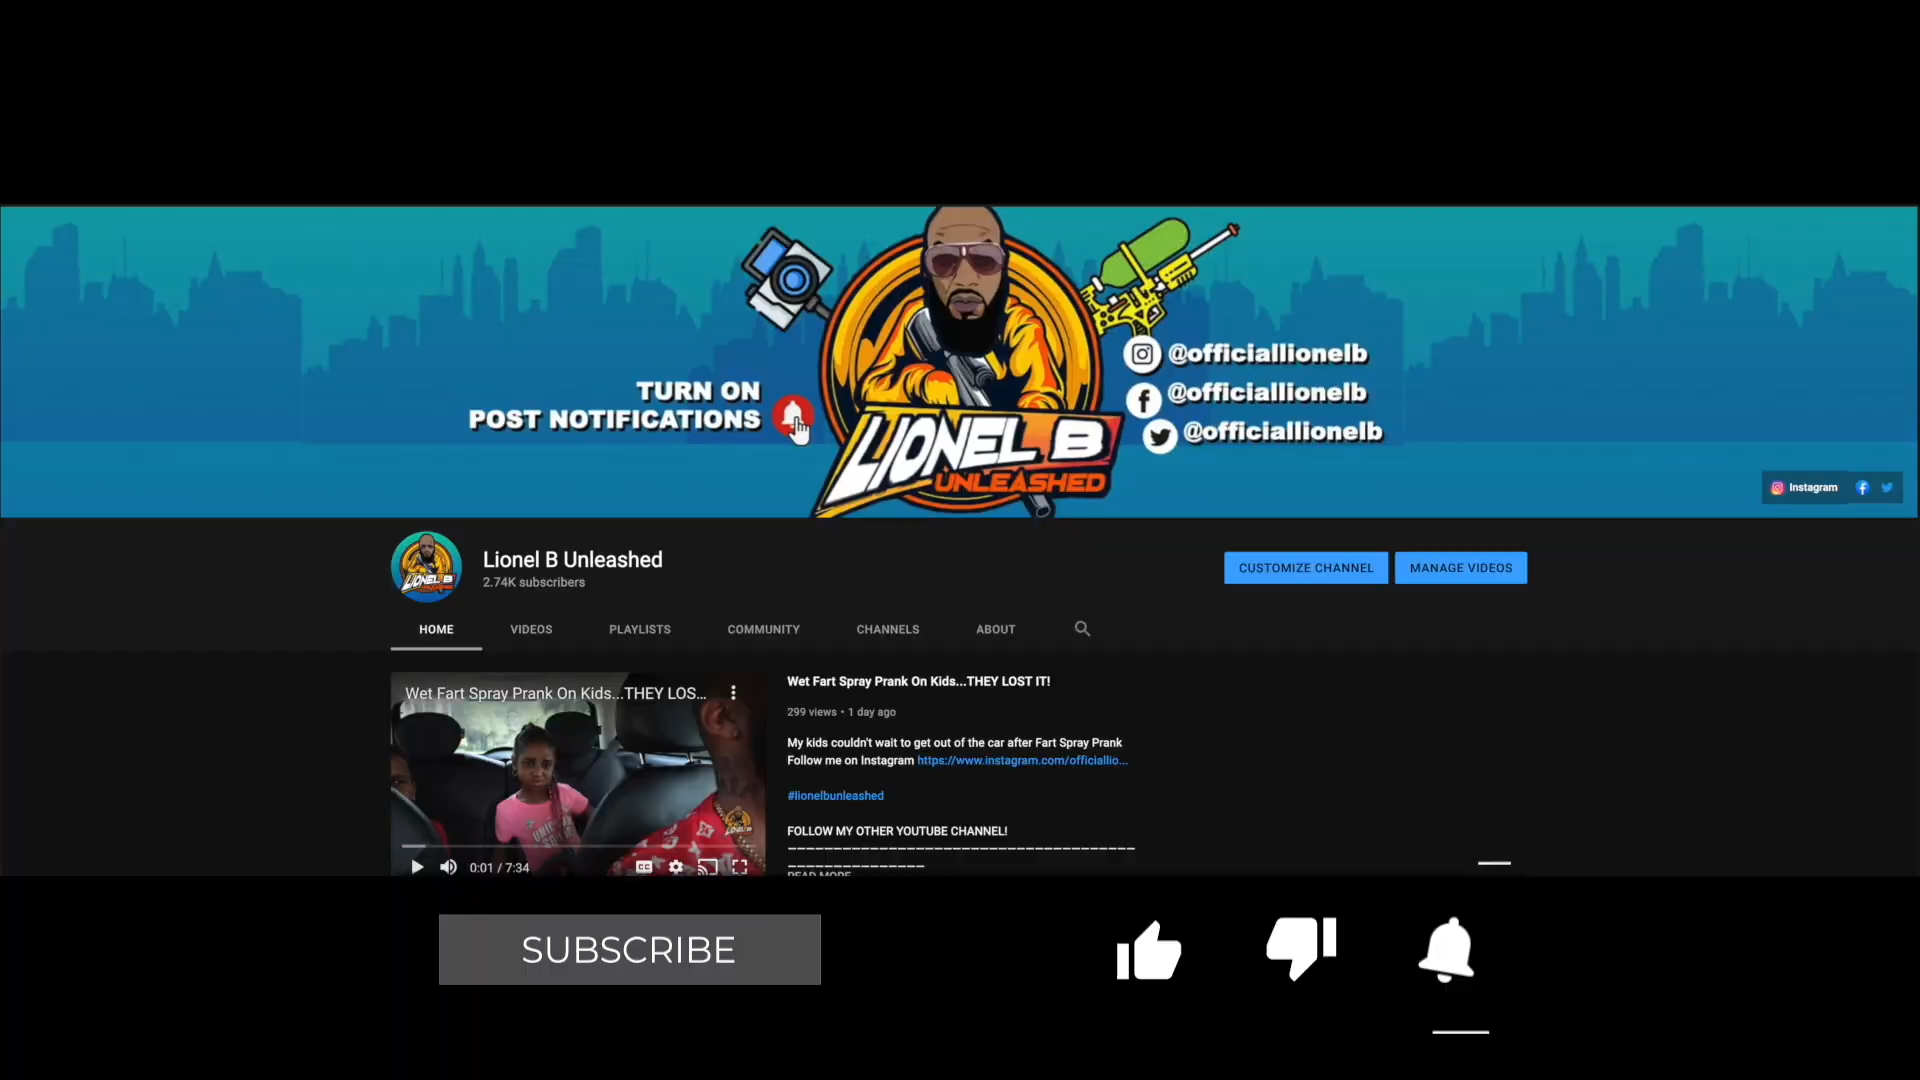 TURN ON
POST NOTIFICATIONS
LIONEL B
UNLEASHED
@officiallionelb
@officiallionelb
@officiallionelb
Instagram
LIONEL B
Lionel B Unleashed
2.74K subscribers
CUSTOMIZE CHANNEL
MANAGE VIDEOS
HOME
VIDEOS
PLAYLISTS
COMMUNITY
CHANNELS
ABOUT
Wet Fart Spray Prank On Kids...THEY LOS...
0:01 / 7:34
CC
Wet Fart Spray Prank On Kids...THEY LOST IT!
299 views • 1 day ago
My kids couldn't wait to get out of the car after Fart Spray Prank
Follow me on Instagram https://www.instagram.com/officiallio...
#lionelbunleashed
FOLLOW MY OTHER YOUTUBE CHANNEL!
READ MORE
SUBSCRIBE